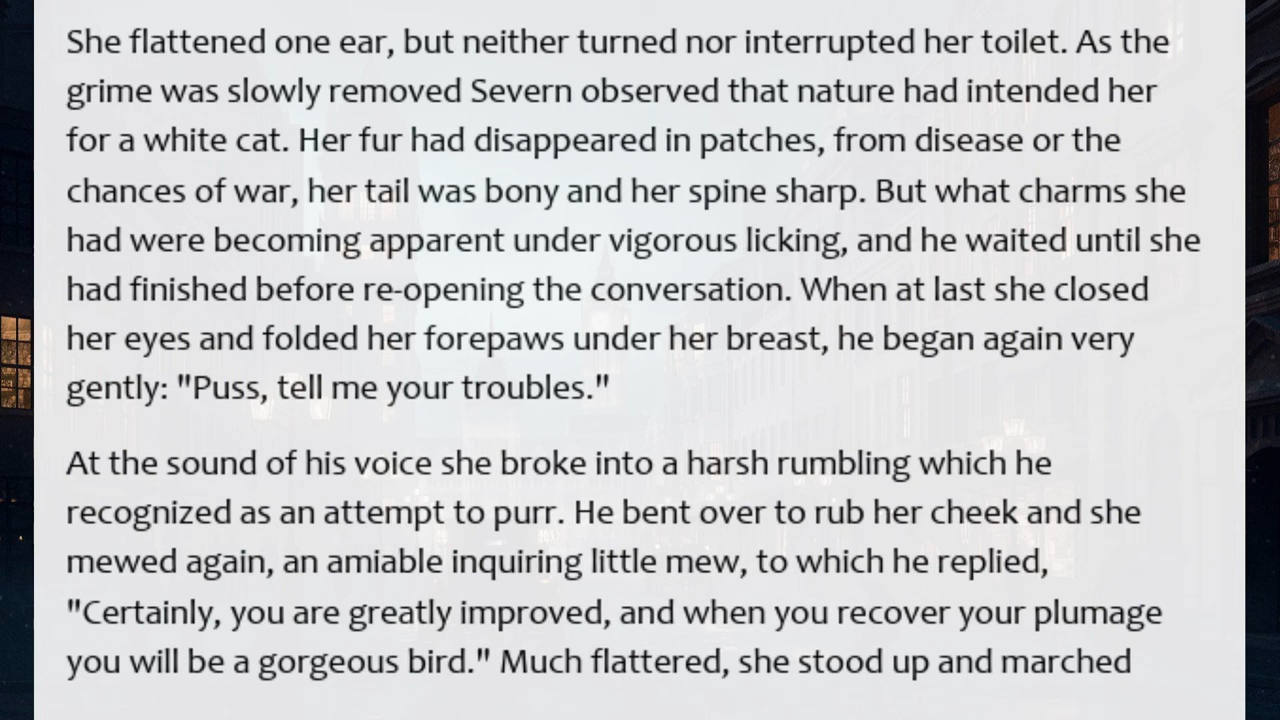 She flattened one ear, but neither turned nor interrupted her toilet. As the
grime was slowly removed Severn observed that nature had intended her
for a white cat. Her fur had disappeared in patches, from disease or the
chances of war, her tail was bony and her spine sharp. But what charms she
had were becoming apparent under vigorous licking, and he waited until she
had finished before re-opening the conversation. When at last she closed
her eyes and folded her forepaws under her breast, he began again very
gently: "Puss, tell me your troubles."
At the sound of his voice she broke into a harsh rumbling which he
recognized as an attempt to purr. He bent over to rub her cheek and she
mewed again, an amiable inquiring little mew, to which he replied,
"Certainly, you are greatly improved, and when you recover your plumage
you will be a gorgeous bird." Much flattered, she stood up and marched